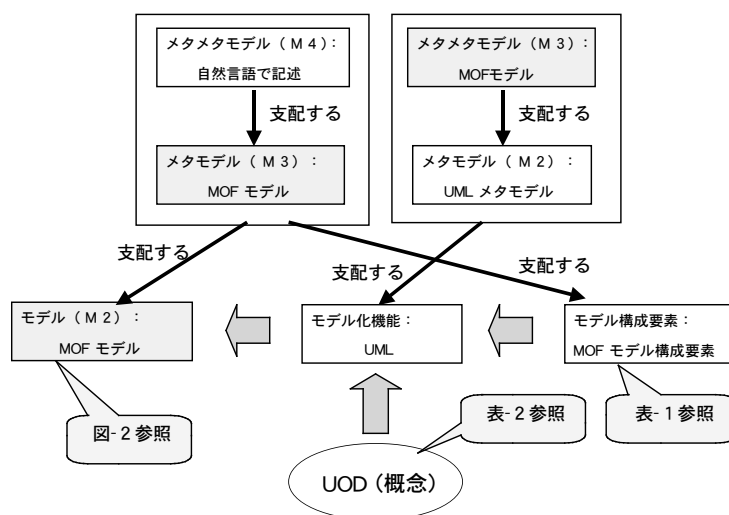 メタメタモデル（Ｍ４）：
自然言語で記述
メタメタモデル（Ｍ３）：
MOFモデル
支配する
支配する
メタモデル（Ｍ３）：
MOF モデル
メタモデル（Ｍ２）：
UML メタモデル
支配する
支配する
支配する
モデル（Ｍ２）：
MOF モデル
モデル化機能：
UML
モデル構成要素：
MOF モデル構成要素
図-２参照
表-２参照
表-１参照
UOD（概念）